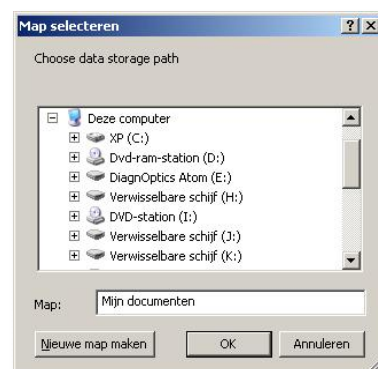 Map selecteren
Choose data storage path
Deze computer
XP (C:)
Dvd-ram-station (D:)
DiagnOptics Atom (E:)
Verwisselbare schijf (H:)
DVD-station (I:)
Verwisselbare schijf (J:)
Verwisselbare schijf (K:)
Map: Mijn documenten
Nieuwe map maken OK Annuleren